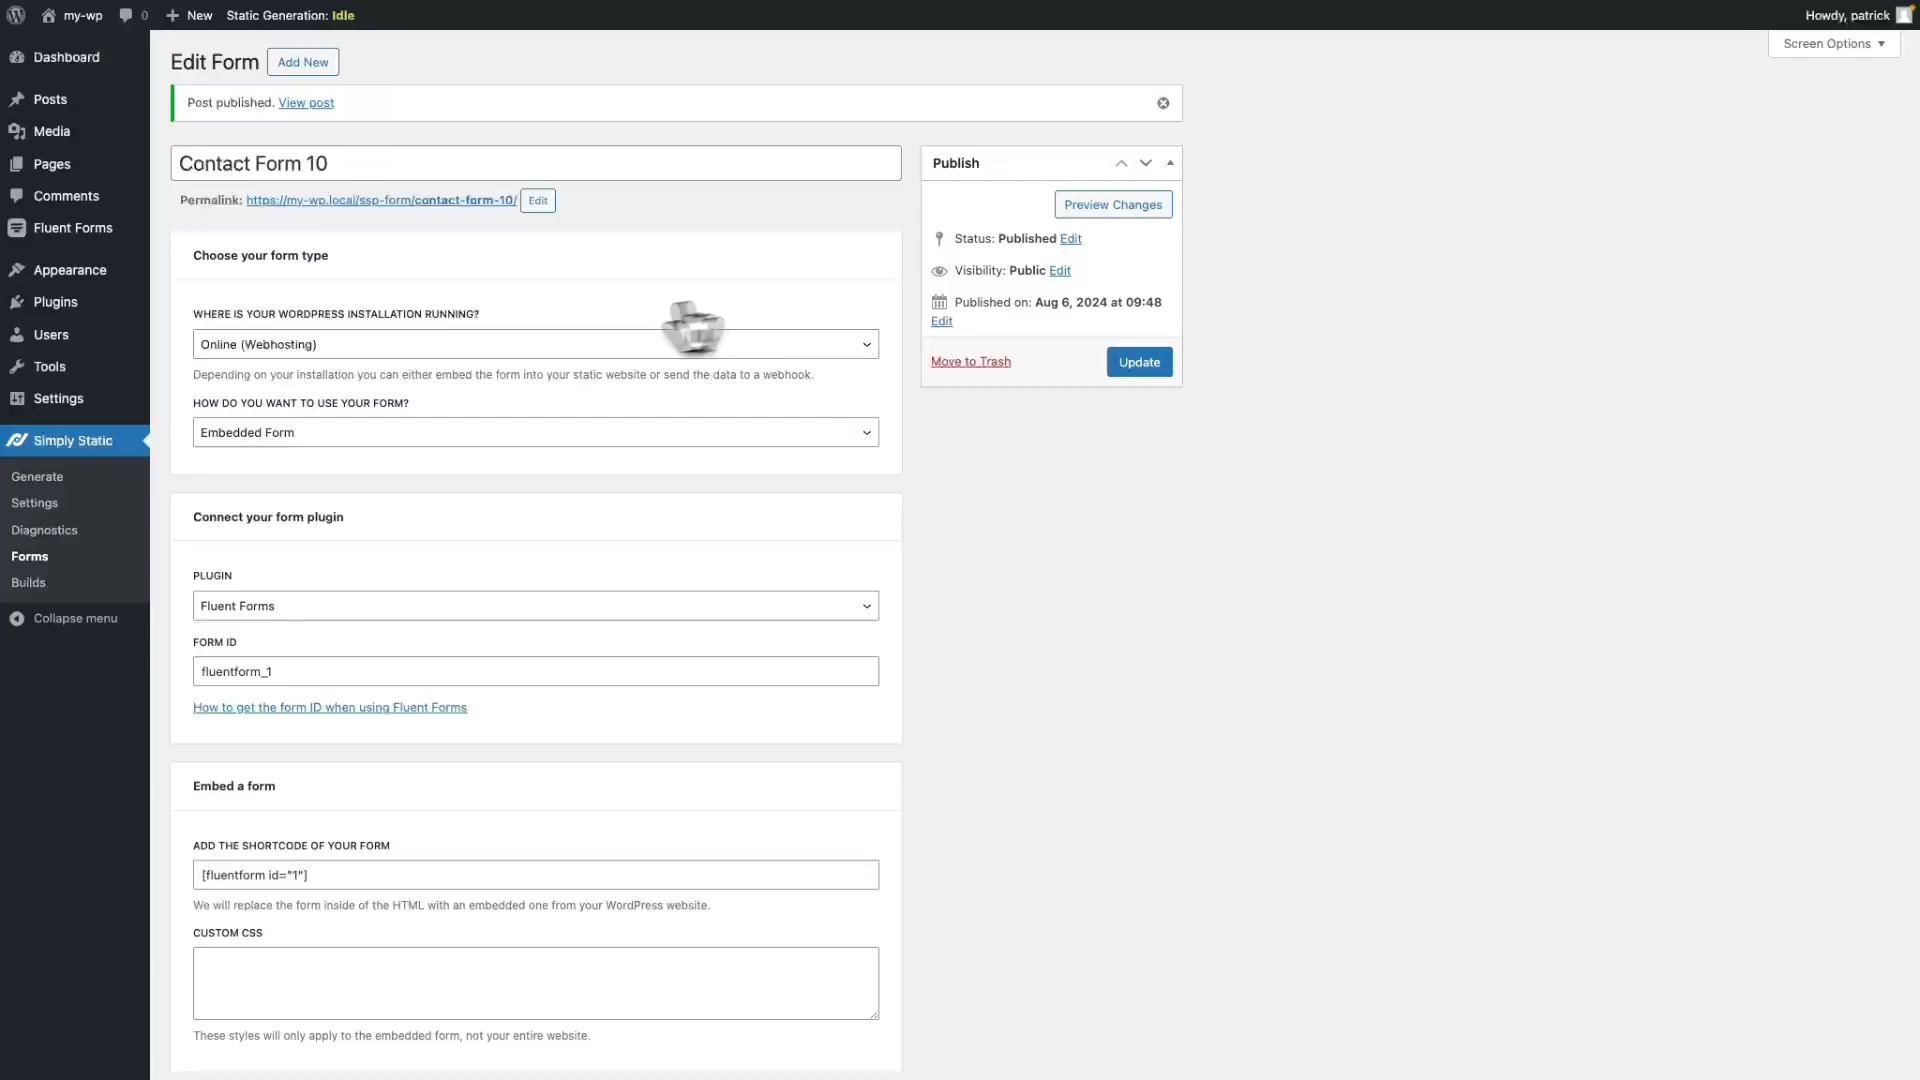 my-wp
0
New
Static Generation: Idle
Howdy, patrick
Screen Options
Dashboard
Posts
Media
Pages
Comments
Fluent Forms
Appearance
Plugins
Users
Tools
Settings
Simply Static
Generate
Settings
Diagnostics
Forms
Builds
Collapse menu
Edit Form
Add New
Post published. View post
Contact Form 10
Permalink: https://my-wp.local/ssp-form/contact-form-10/ Edit
Choose your form type
WHERE IS YOUR WORDPRESS INSTALLATION RUNNING?
Online (Webhosting)
Depending on your installation you can either embed the form into your static website or send the data to a webhook.
HOW DO YOU WANT TO USE YOUR FORM?
Embedded Form
Connect your form plugin
PLUGIN
Fluent Forms
FORM ID
fluentform_1
How to get the form ID when using Fluent Forms
Embed a form
ADD THE SHORTCODE OF YOUR FORM
[fluentform id="1"]
We will replace the form inside of the HTML with an embedded one from your WordPress website.
CUSTOM CSS
These styles will only apply to the embedded form, not your entire website.
Publish
Preview Changes
Status: Published Edit
Visibility: Public Edit
Published on: Aug 6, 2024 at 09:48
Edit
Move to Trash
Update